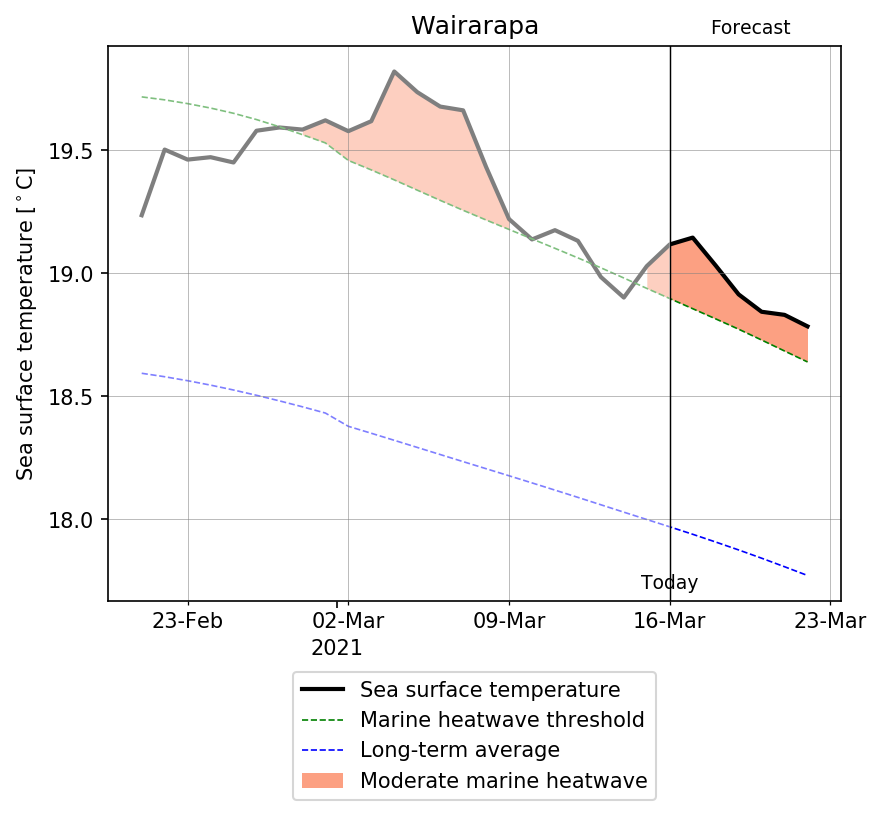 Wairarapa
Forecast
Sea surface temperature [°C]
19.5
19.0
18.5
18.0
Today
23-Feb
02-Mar
09-Mar
16-Mar
23-Mar
2021
Sea surface temperature
Marine heatwave threshold
Long-term average
Moderate marine heatwave